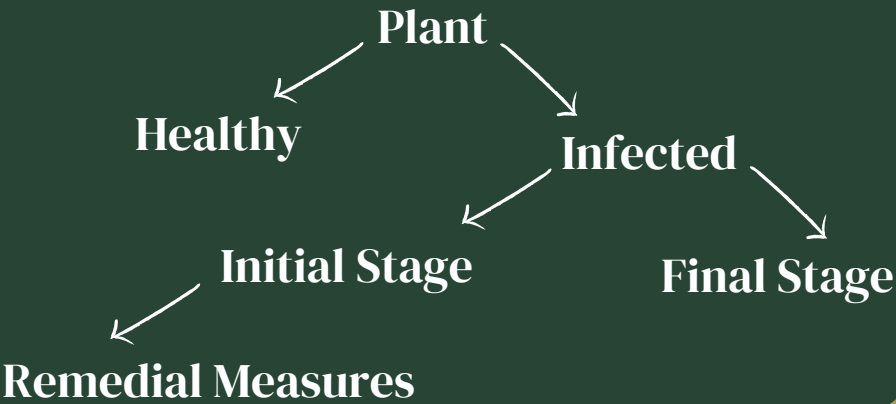 Plant
Healthy
Infected
Initial Stage
Final Stage
Remedial Measures